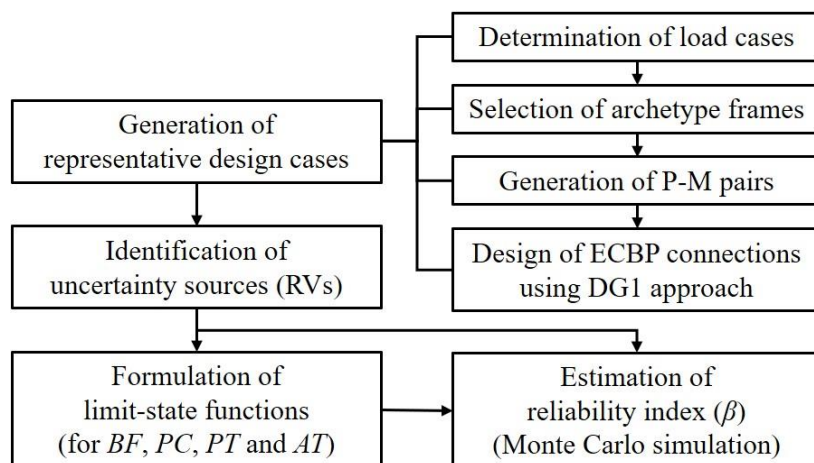 Determination of load cases
Selection of archetype frames
Generation of P-M pairs
Design of ECBP connections
using DG1 approach
Generation of
representative design cases
Identification of
uncertainty sources (RVs)
Formulation of
limit-state functions
(for BF, PC, PT and AT)
Estimation of
reliability index (β)
(Monte Carlo simulation)